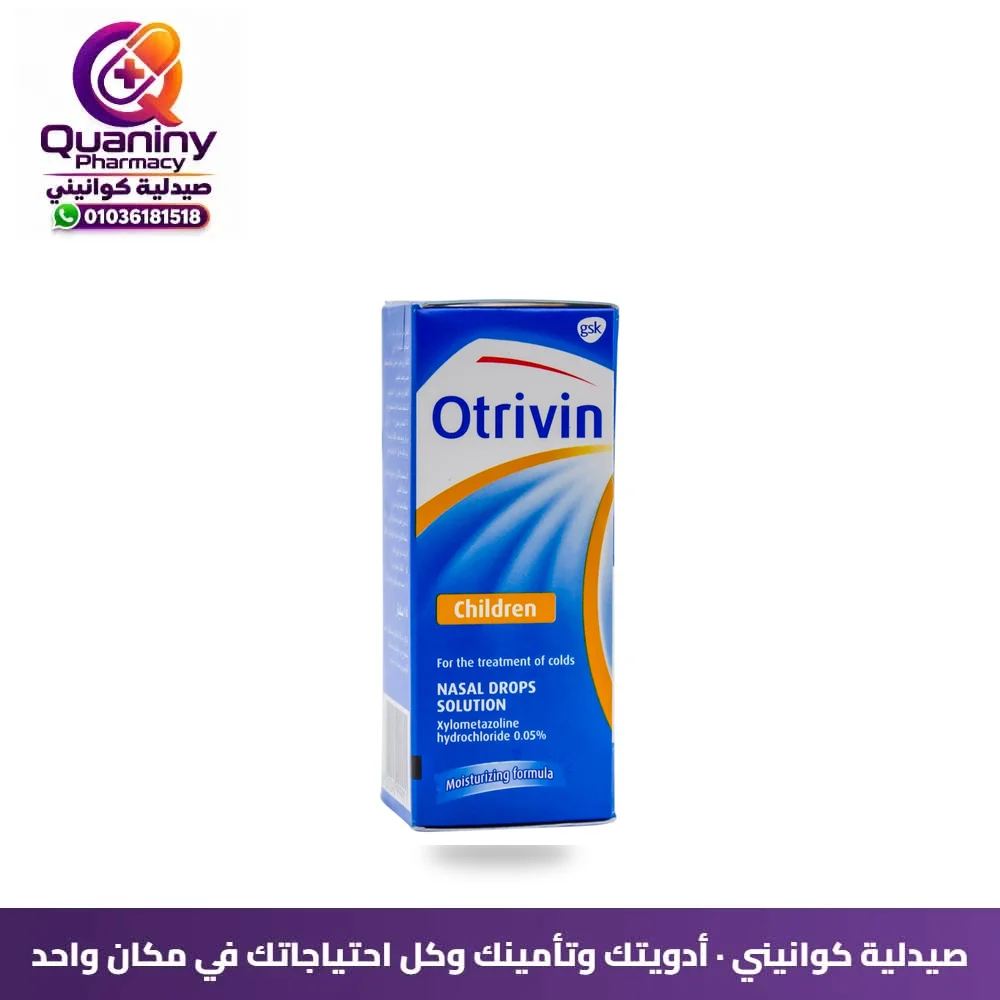 Quaniny
Pharmacy
صيدلية كوانيني
01036181518
gsk
Otrivin
Children
For the treatment of colds
NASAL DROPS
SOLUTION
Xylometazoline
hydrochloride 0.05%
Moisturizing formula
صيدلية كوانيني · أدويتك وتأمينك وكل احتياجاتك في مكان واحد